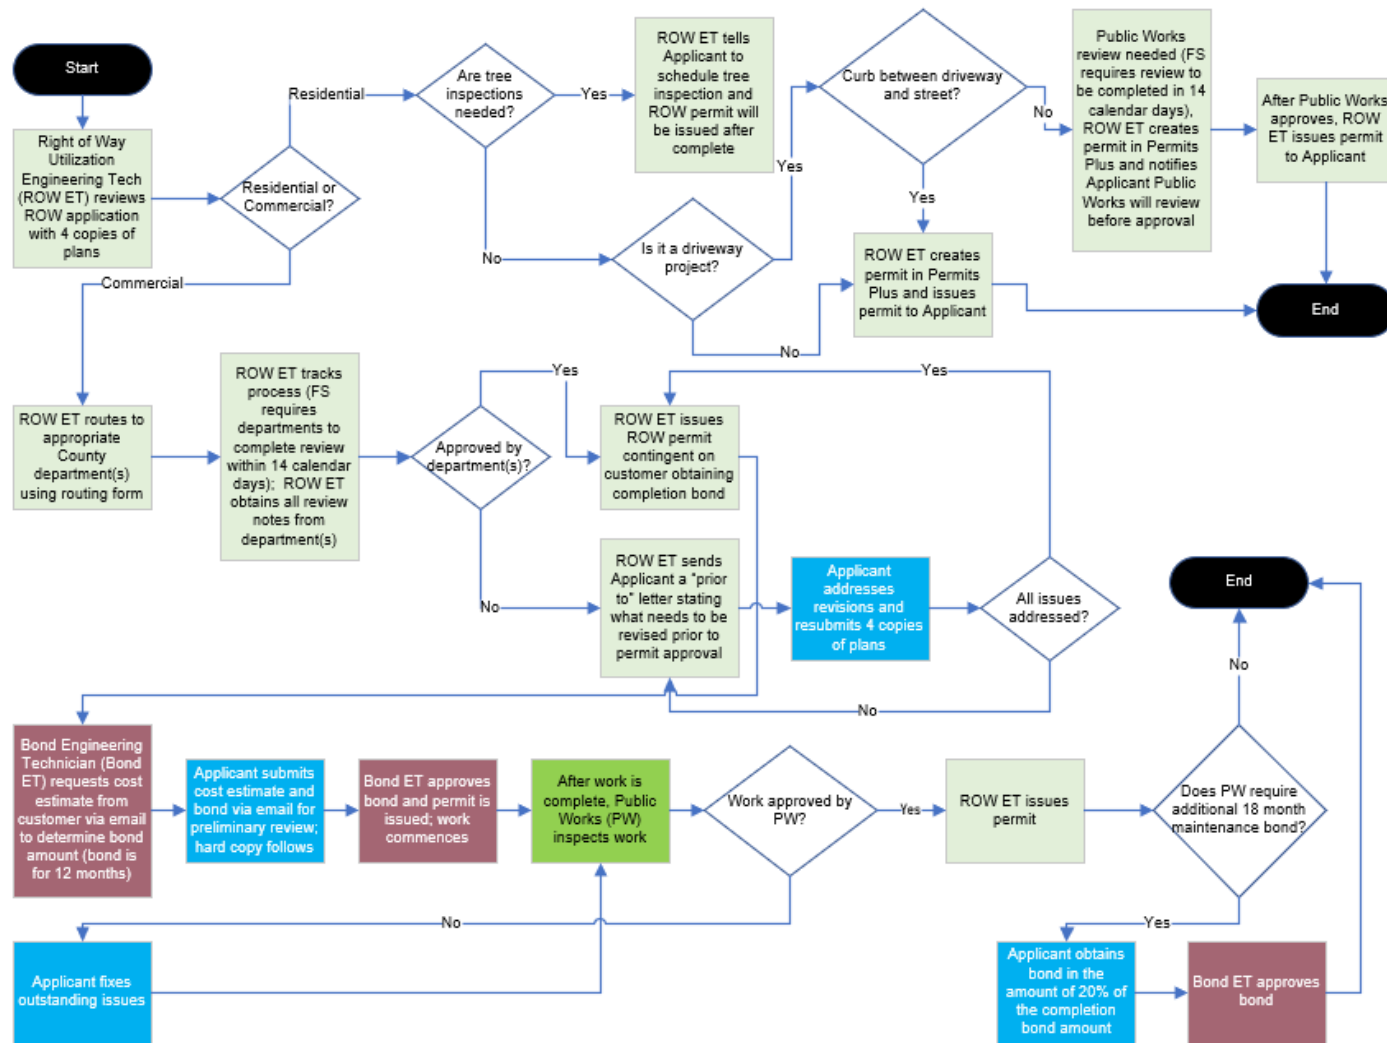 Start
Right of Way
Utilization
Engineering Tech
(ROW ET) reviews
ROW application
with 4 copies of
plans
Residential or
Commercial?
Residential
Commercial
Are tree
inspections
needed?
Yes
No
ROW ET tells
Applicant to
schedule tree
inspection and
ROW permit will
be issued after
complete
Is it a driveway
project?
Yes
No
Curb between driveway
and street?
No
Yes
Public Works
review needed (FS
requires review to
be completed in 14
calendar days),
ROW ET creates
permit in Permits
Plus and notifies
Applicant Public
Works will review
before approval
After Public Works
approves, ROW
ET issues permit
to Applicant
ROW ET creates
permit in Permits
Plus and issues
permit to Applicant
End
ROW ET routes to
appropriate
County
department(s)
using routing form
ROW ET tracks
process (FS
requires
departments to
complete review
within 14 calendar
days); ROW ET
obtains all review
notes from
department(s)
Approved by
department(s)?
Yes
No
ROW ET issues
ROW permit
contingent on
customer obtaining
completion bond
ROW ET sends
Applicant a "prior
to" letter stating
what needs to be
revised prior to
permit approval
Applicant
addresses
revisions and
resubmits 4 copies
of plans
All issues
addressed?
Yes
No
Bond Engineering
Technician (Bond
ET) requests cost
estimate from
customer via email
to determine bond
amount (bond is
for 12 months)
Applicant submits
cost estimate and
bond via email for
preliminary review;
hard copy follows
Bond ET approves
bond and permit is
issued; work
commences
After work is
complete, Public
Works (PW)
inspects work
Work approved by
PW?
Yes
No
Applicant fixes
outstanding issues
ROW ET issues
permit
Does PW require
additional 18 month
maintenance bond?
No
End
Yes
Applicant obtains
bond in the
amount of 20% of
the completion
bond amount
Bond ET approves
bond